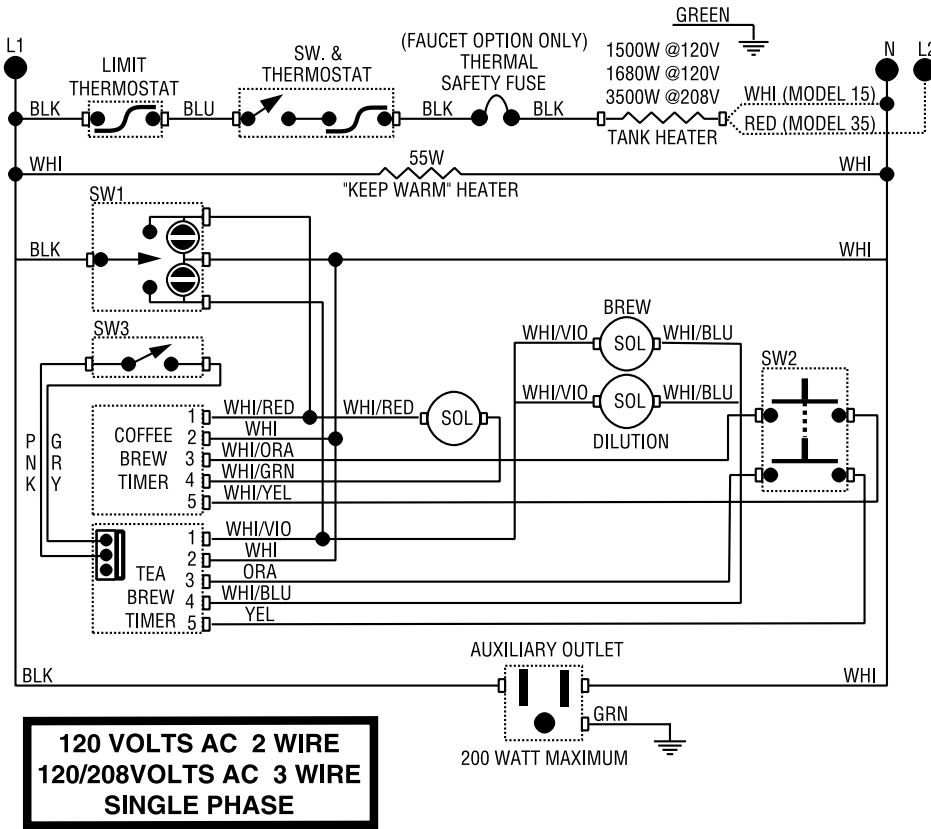 GREEN
L1
N
L2
LIMIT
THERMOSTAT
SW. &
THERMOSTAT
(FAUCET OPTION ONLY)
THERMAL
SAFETY FUSE
1500W @120V
1680W @120V
3500W @208V
BLK
BLU
BLK
BLK
TANK HEATER
WHI (MODEL 15)
RED (MODEL 35)
WHI
55W
"KEEP WARM" HEATER
WHI
SW1
BLK
WHI
SW3
BREW
WHI/VIO
SOL
WHI/BLU
SW2
WHI/VIO
SOL
WHI/BLU
DILUTION
PNK
GRY
COFFEE
BREW
TIMER
1 WHI/RED
WHI/RED
SOL
2 WHI
3 WHI/ORA
4 WHI/GRN
5 WHI/YEL
TEA
BREW
TIMER
1 WHI/VIO
2 WHI
3 ORA
4 WHI/BLU
5 YEL
AUXILIARY OUTLET
BLK
WHI
GRN
200 WATT MAXIMUM
120 VOLTS AC 2 WIRE
120/208VOLTS AC 3 WIRE
SINGLE PHASE